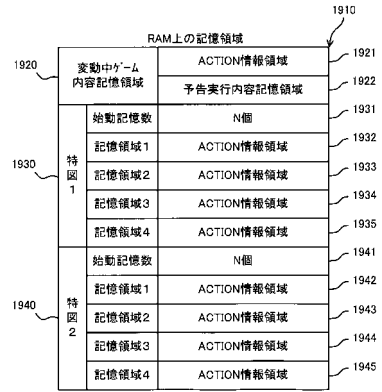 1910
RAM上の記憶領域
1920
変動中ゲーム
内容記憶領域
ACTION情報領域
1921
予告実行内容記憶領域
1922
1930
特図1
始動記憶数
N個
1931
記憶領域1
ACTION情報領域
1932
記憶領域2
ACTION情報領域
1933
記憶領域3
ACTION情報領域
1934
記憶領域4
ACTION情報領域
1935
1940
特図2
始動記憶数
N個
1941
記憶領域1
ACTION情報領域
1942
記憶領域2
ACTION情報領域
1943
記憶領域3
ACTION情報領域
1944
記憶領域4
ACTION情報領域
1945